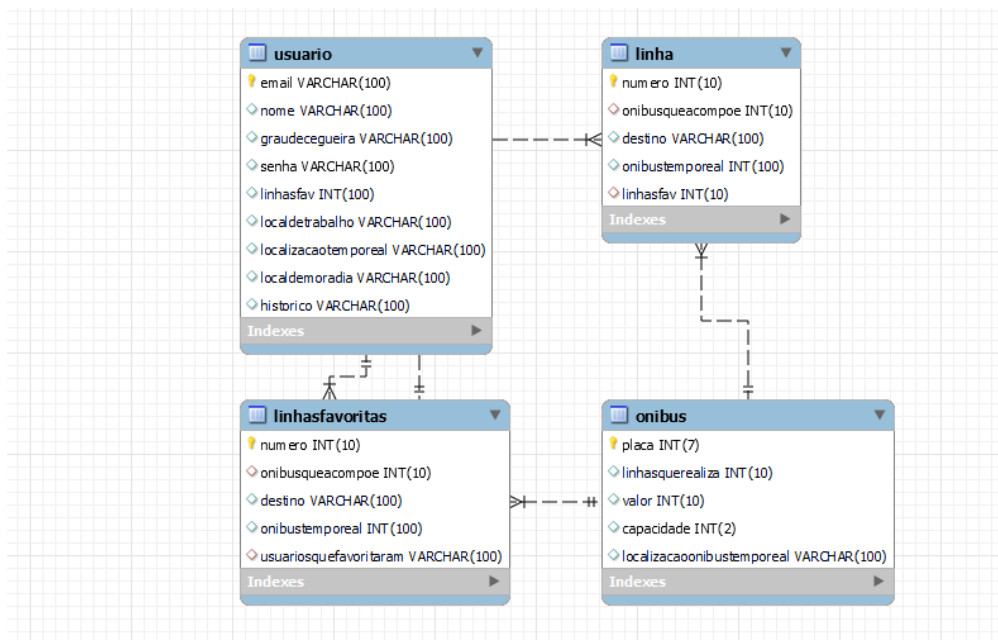 usuario
email VARCHAR(100)
nome VARCHAR(100)
graudecegueira VARCHAR(100)
senha VARCHAR(100)
linhasfav INT(100)
localdetrabalho VARCHAR(100)
localizacaotemporeal VARCHAR(100)
localdemoradia VARCHAR(100)
historico VARCHAR(100)
Indexes
linha
numero INT(10)
onibusqueacompoe INT(10)
destino VARCHAR(100)
onibustemporeal INT(100)
linhasfav INT(10)
Indexes
linhasfavoritas
numero INT(10)
onibusqueacompoe INT(10)
destino VARCHAR(100)
onibustemporeal INT(100)
usuariosquefavoritaram VARCHAR(100)
Indexes
onibus
placa INT(7)
linhasquerealiza INT(10)
valor INT(10)
capacidade INT(2)
localizacaoonibustemporeal VARCHAR(100)
Indexes